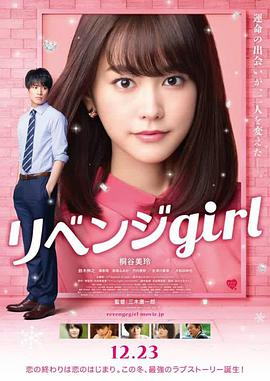 運命の出会いが、二人を変えた
リベンジgirl
桐谷美玲
鈴木伸之
監督 三木康一郎
revengegirl-movie.jp
12.23
恋の終わりは恋のはじまり。この冬、最強のラブストーリー誕生!